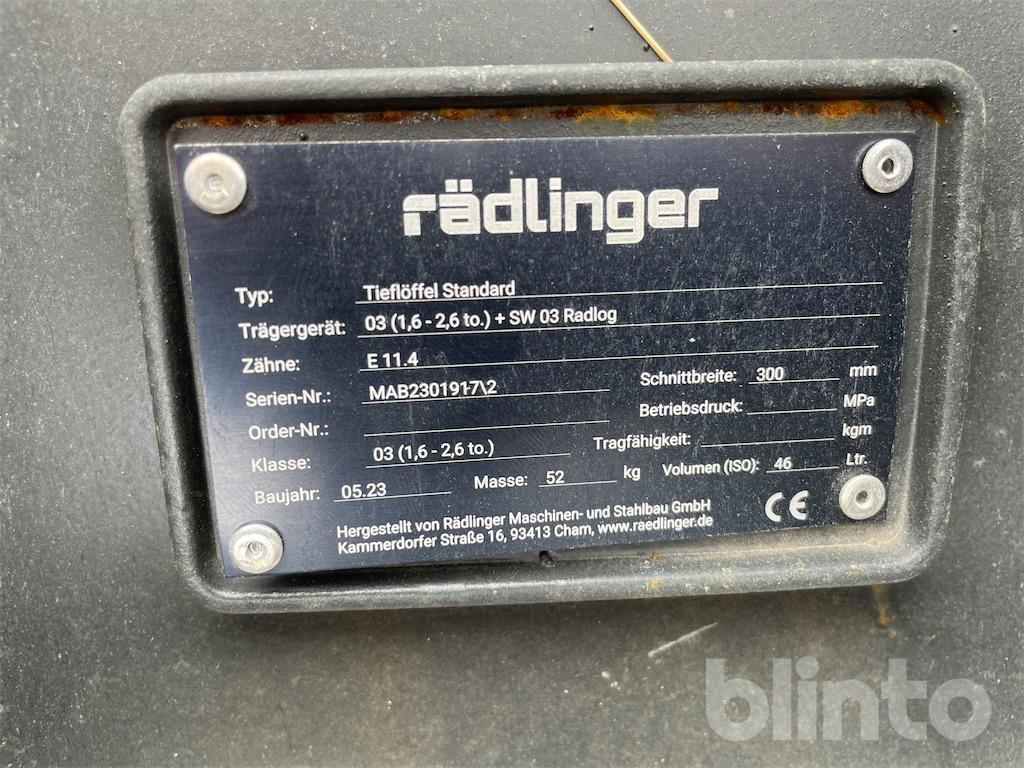 rädlinger
Typ: Tieflöffel Standard
Trägergerät: 03 (1,6 - 2,6 to.) + SW 03 Radlog
Zähne: E 11.4
Serien-Nr.: MAB2301917\2 Schnittbreite: 300 mm
Order-Nr.: Betriebsdruck: MPa
Klasse: 03 (1,6 - 2,6 to.) Tragfähigkeit: kgm
Baujahr: 05.23 Masse: 52 kg Volumen (ISO): 46 Ltr.
Hergestellt von Rädlinger Maschinen- und Stahlbau GmbH
Kammerdorfer Straße 16, 93413 Cham, www.raedlinger.de
CE
blinto